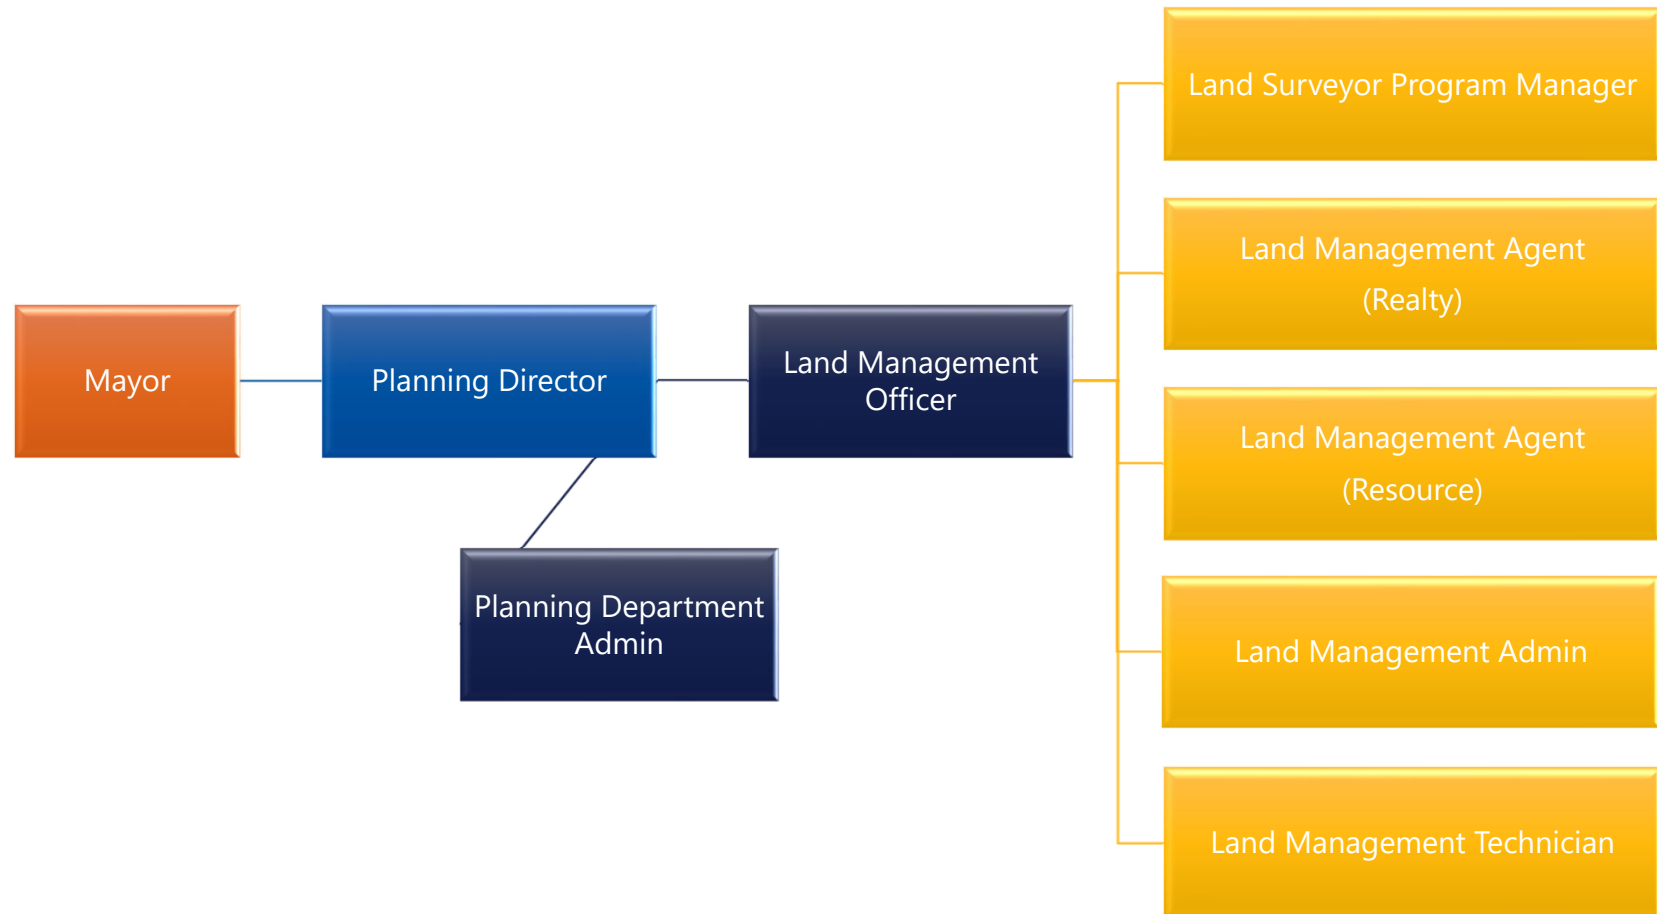 Mayor
Planning Director
Land Management
Officer
Planning Department
Admin
Land Surveyor Program Manager
Land Management Agent
(Realty)
Land Management Agent
(Resource)
Land Management Admin
Land Management Technician